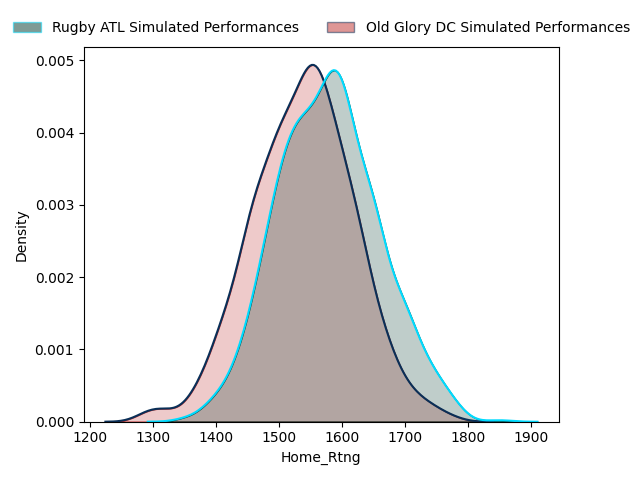 Rugby ATL Simulated Performances Old Glory DC Simulated Performances
0.005
0.004
0.003
0.002
0.001
0.000
Density
1200 1300 1400 1500 1600 1700 1800 1900
Home_Rtng